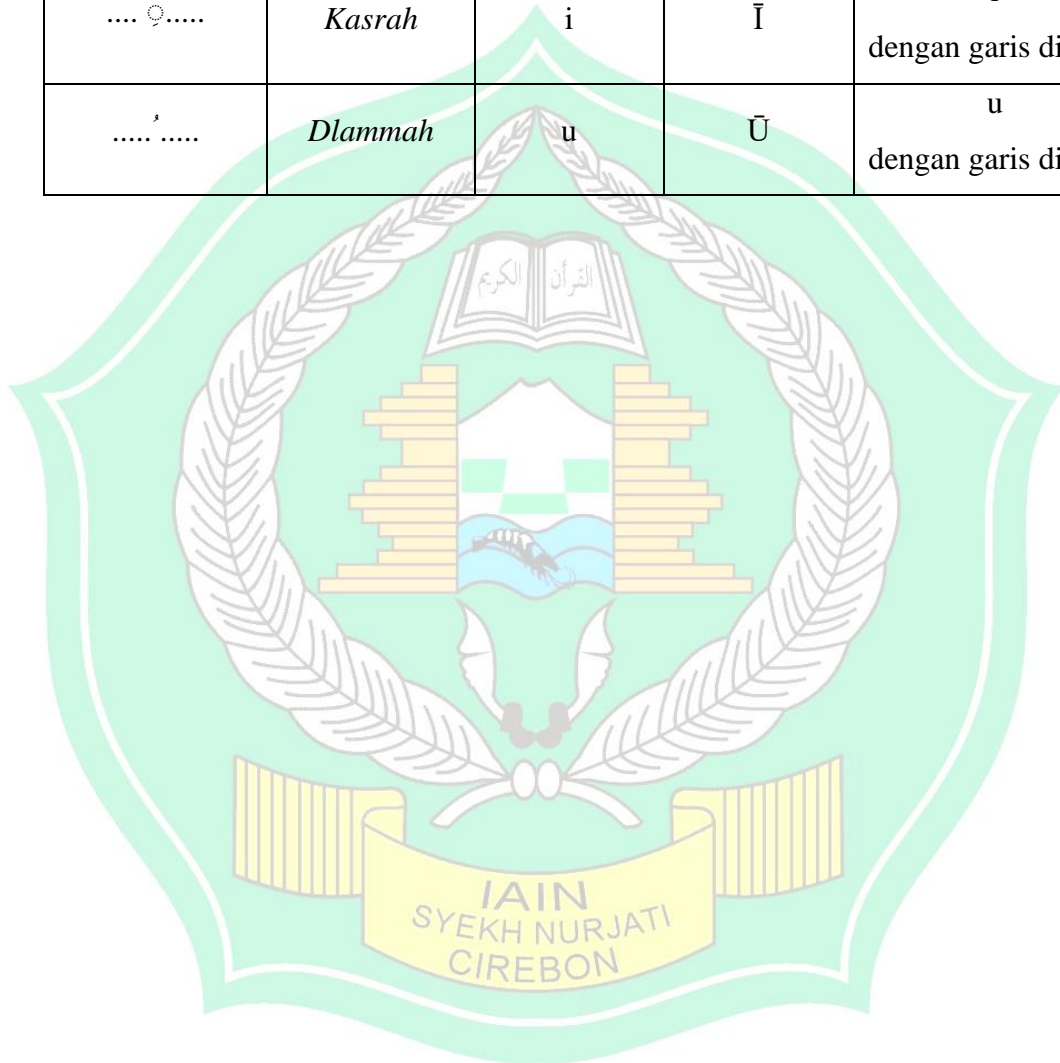 .... ِ..... Kasrah i Ī
dengan garis di
.....ُ..... Dlammah u Ū u
dengan garis di
الكريم القرآن
IAIN
SYEKH NURJATI
CIREBON